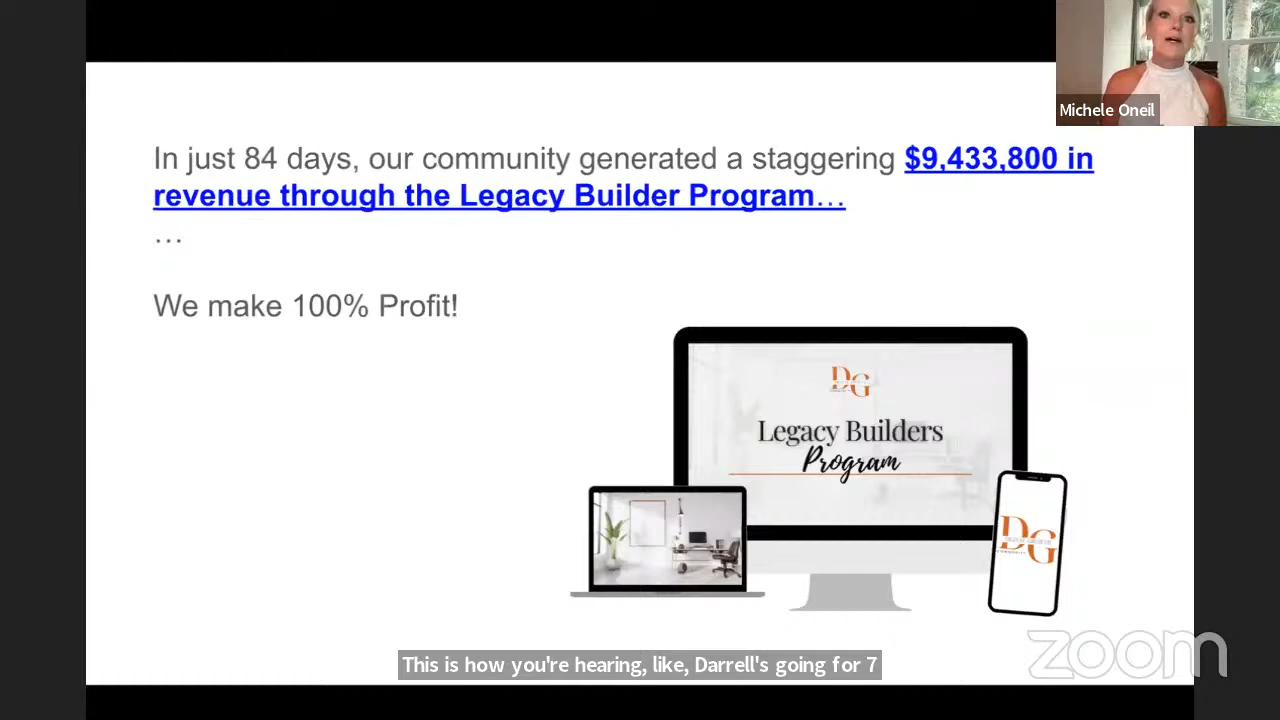 Michele Oneil
In just 84 days, our community generated a staggering $9,433,800 in
revenue through the Legacy Builder Program…
…
We make 100% Profit!
DG
Legacy Builders
Program
DG
This is how you're hearing, like, Darrell's going for 7
zoom